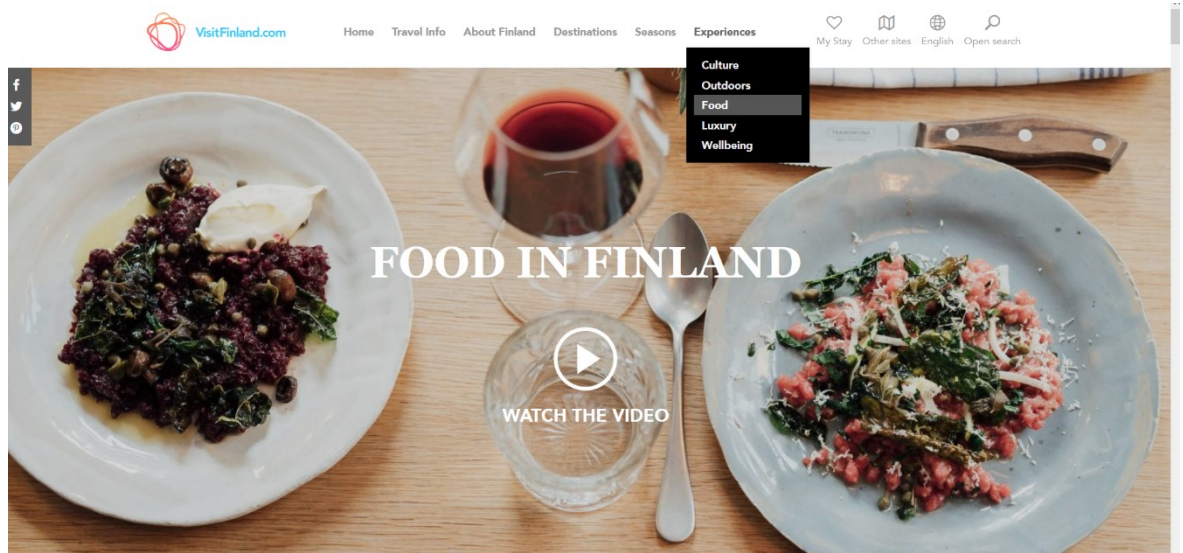 VisitFinland.com
Home Travel Info About Finland Destinations Seasons Experiences
My Stay Other sites English Open search
Culture
Outdoors
Food
Luxury
Wellbeing
TRAMONTINA
FOOD IN FINLAND
WATCH THE VIDEO